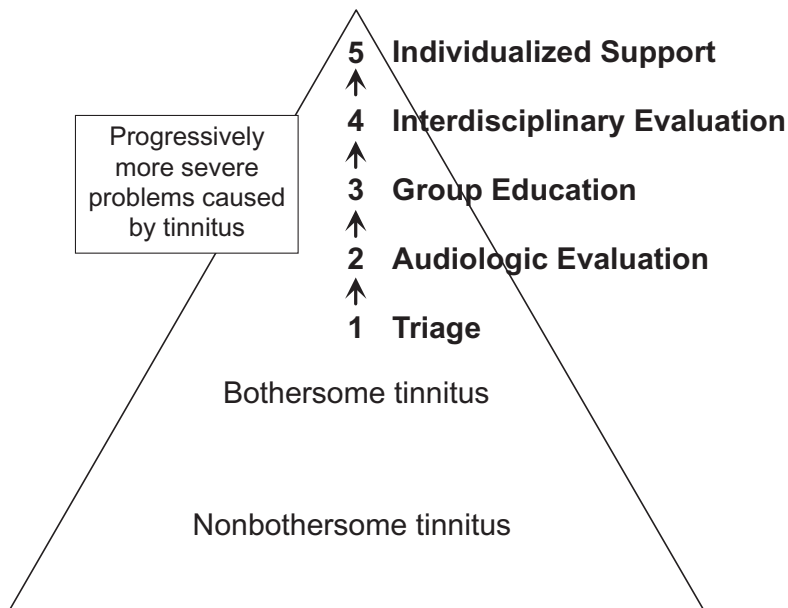 5 Individualized Support
4 Interdisciplinary Evaluation
Progressively
more severe
problems caused
by tinnitus
3 Group Education
2 Audiologic Evaluation
1 Triage
Bothersome tinnitus
Nonbothersome tinnitus